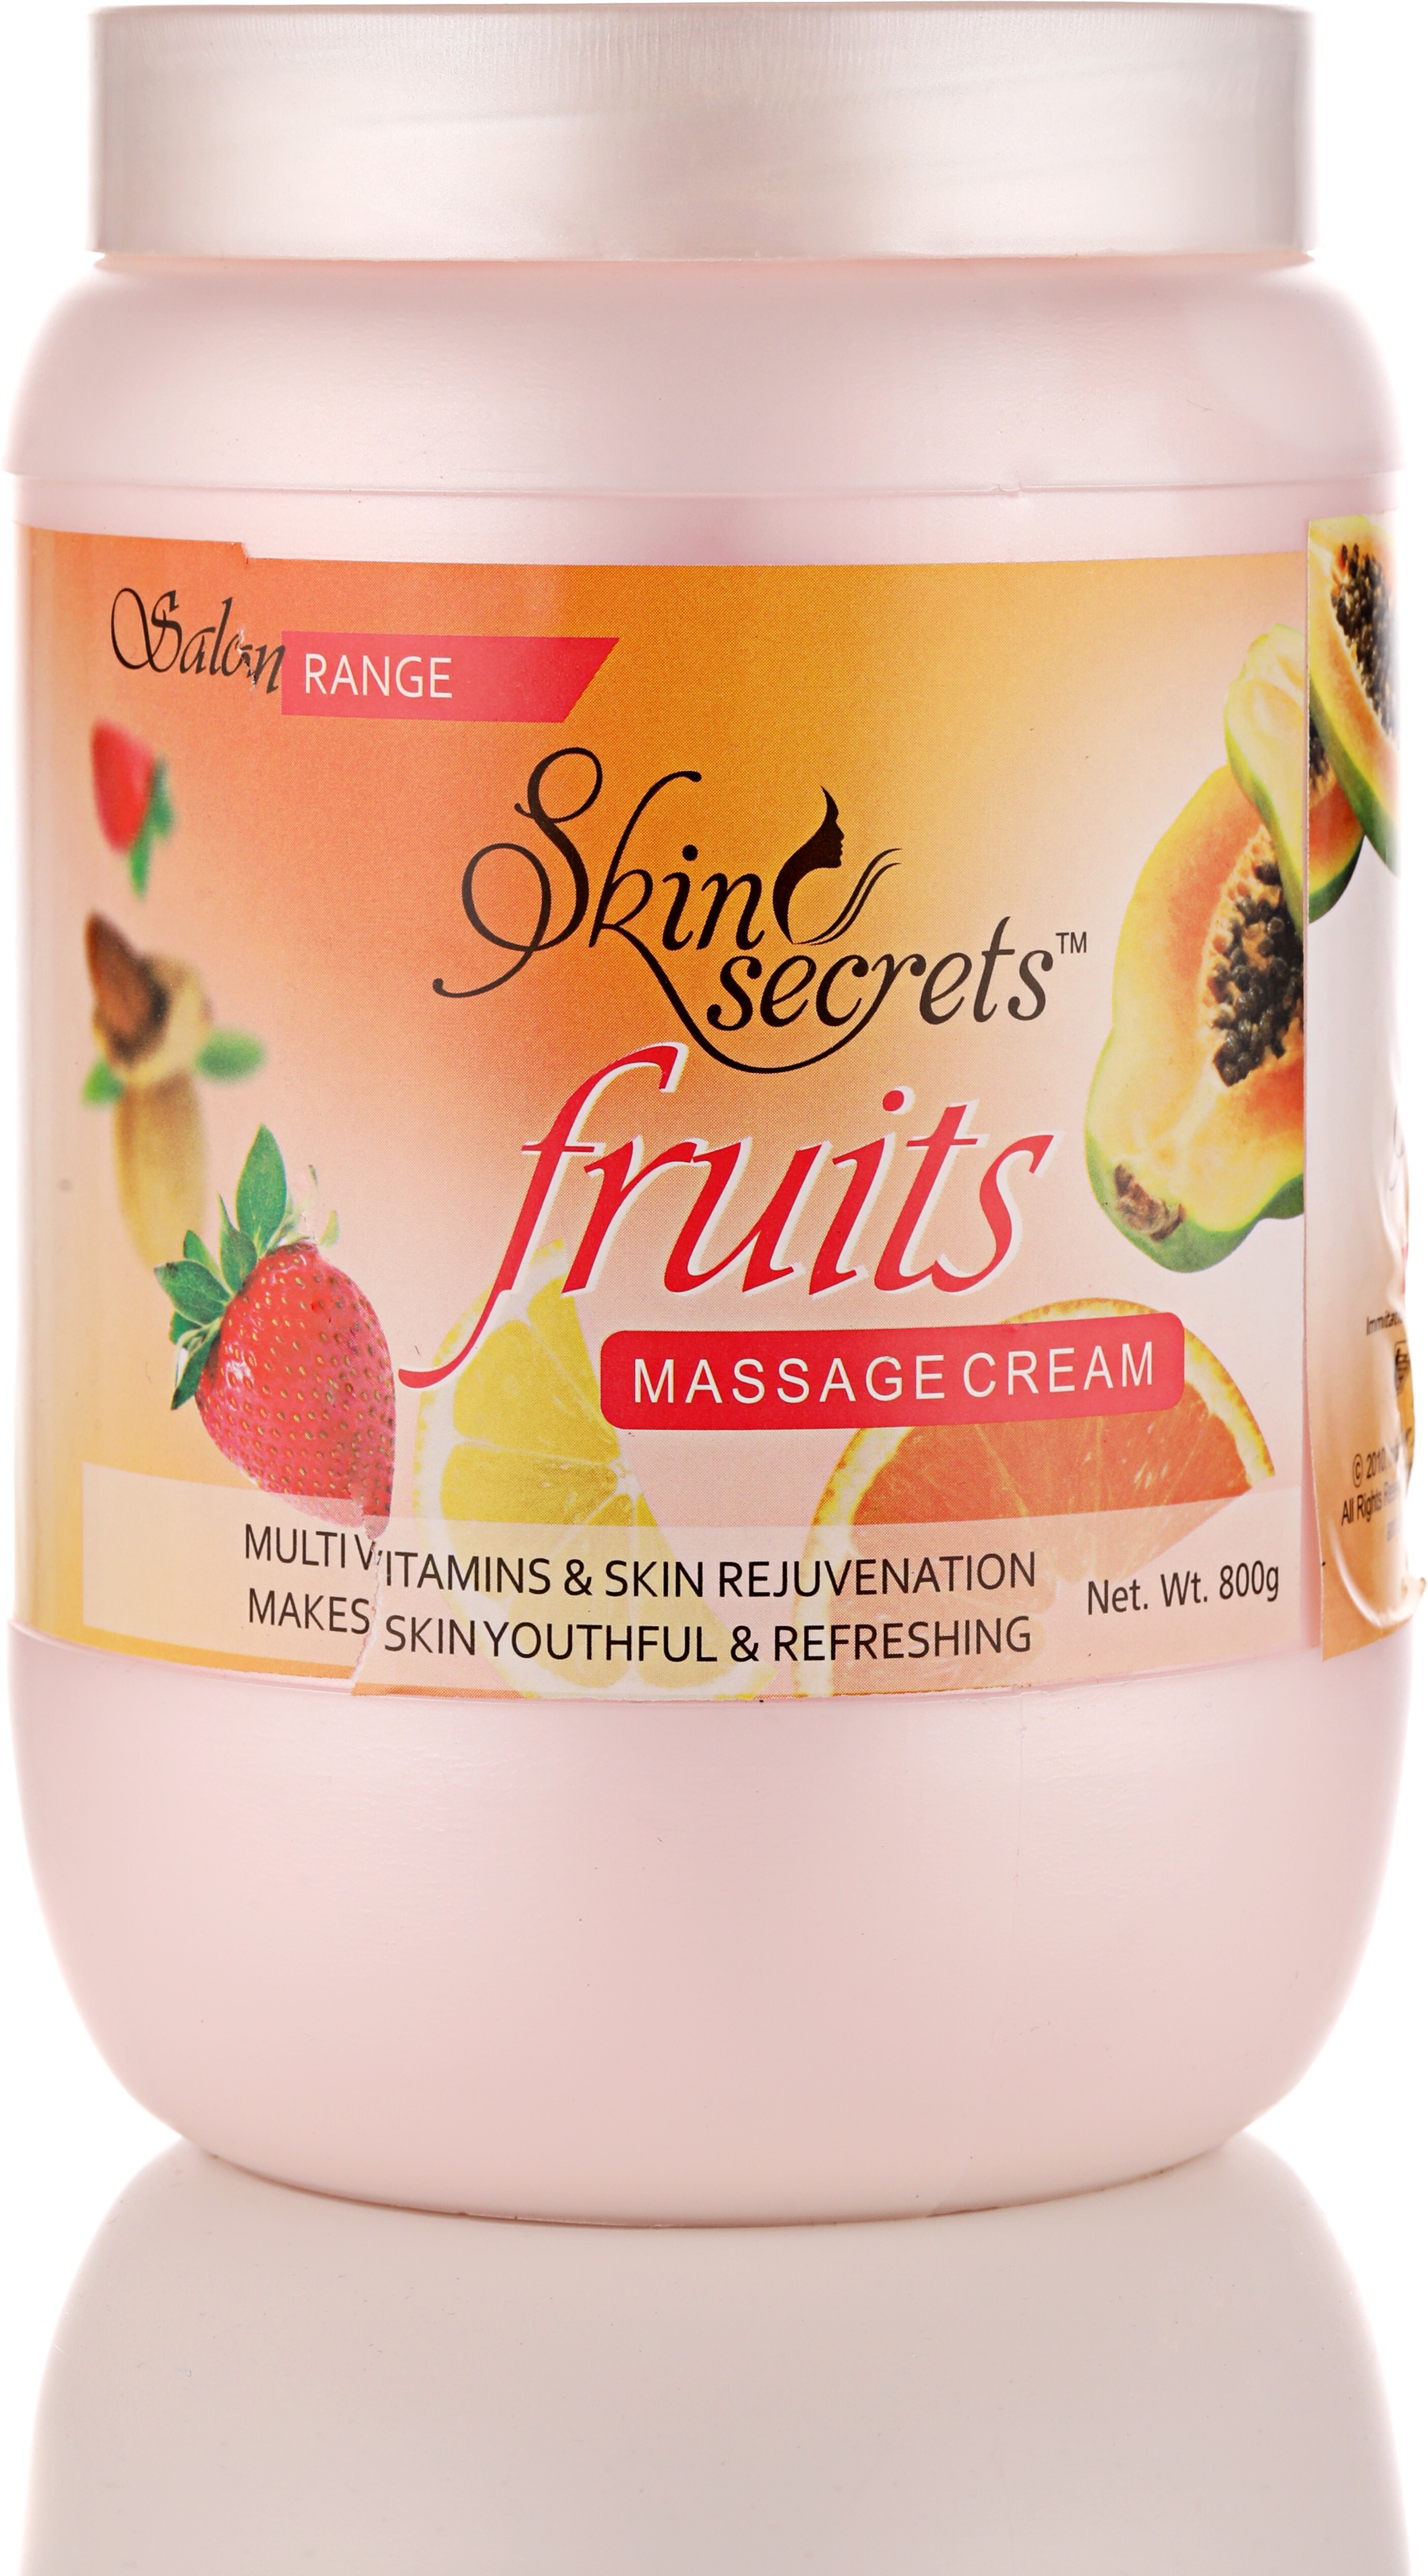 Salon RANGE
Skin
secrets™
fruits
MASSAGE CREAM
MULTI VITAMINS & SKIN REJUVENATION
MAKES SKIN YOUTHFUL & REFRESHING
Net. Wt. 800g
© 2010
All Rights